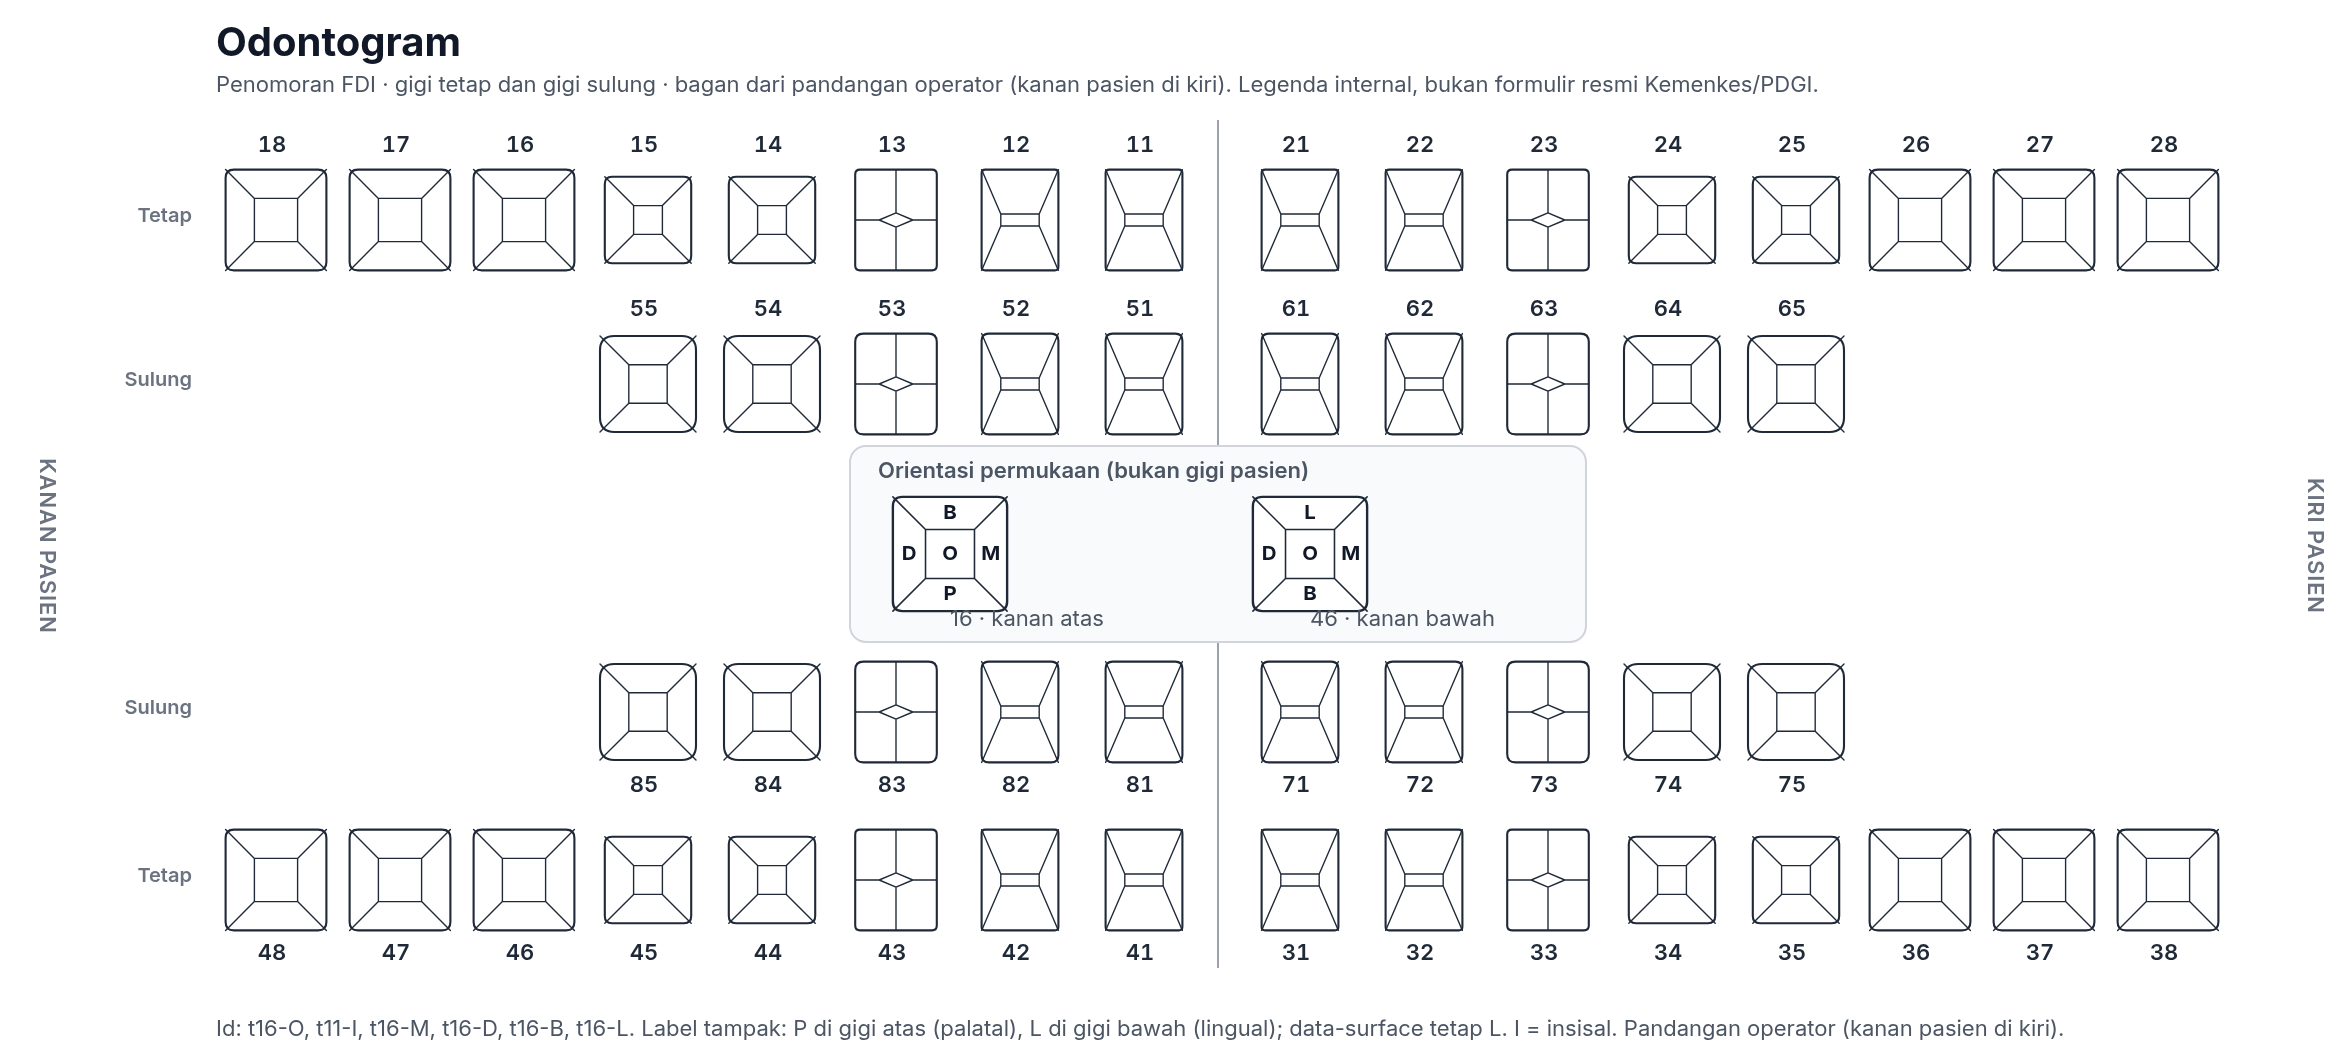 Odontogram
Penomoran FDI · gigi tetap dan gigi sulung · bagan dari pandangan operator (kanan pasien di kiri). Legenda internal, bukan formulir resmi Kemenkes/PDGI.
18 17 16 15 14 13 12 11 21 22 23 24 25 26 27 28
Tetap
55 54 53 52 51 61 62 63 64 65
Sulung
KANAN PASIEN
KIRI PASIEN
Orientasi permukaan (bukan gigi pasien)
B L
D O M D O M
P B
16 · kanan atas 46 · kanan bawah
Sulung
85 84 83 82 81 71 72 73 74 75
Tetap
48 47 46 45 44 43 42 41 31 32 33 34 35 36 37 38
Id: t16-O, t11-I, t16-M, t16-D, t16-B, t16-L. Label tampak: P di gigi atas (palatal), L di gigi bawah (lingual); data-surface tetap L. I = insisal. Pandangan operator (kanan pasien di kiri).